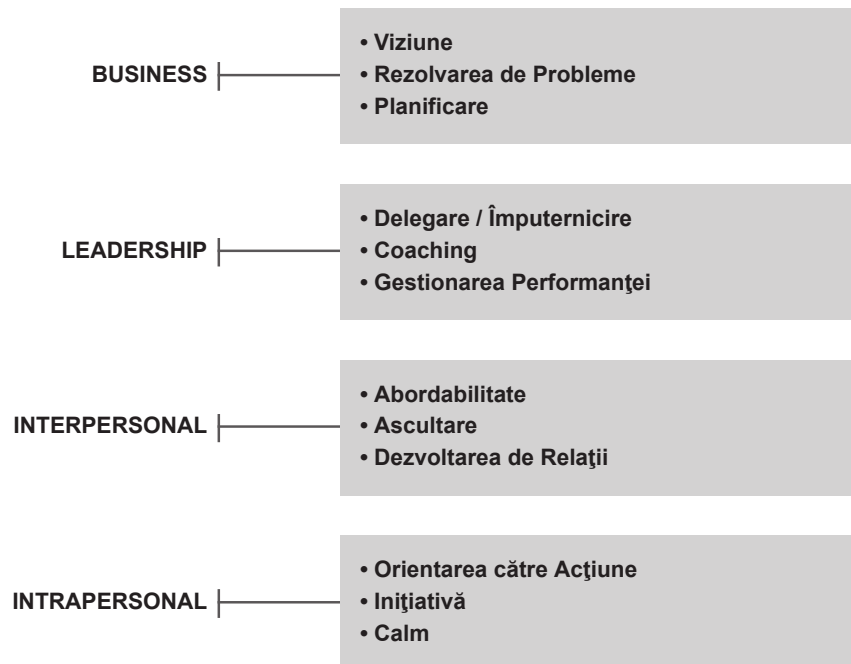 BUSINESS
• Viziune
• Rezolvarea de Probleme
• Planificare
LEADERSHIP
• Delegare / Împuternicire
• Coaching
• Gestionarea Performanţei
INTERPERSONAL
• Abordabilitate
• Ascultare
• Dezvoltarea de Relaţii
INTRAPERSONAL
• Orientarea către Acţiune
• Iniţiativă
• Calm